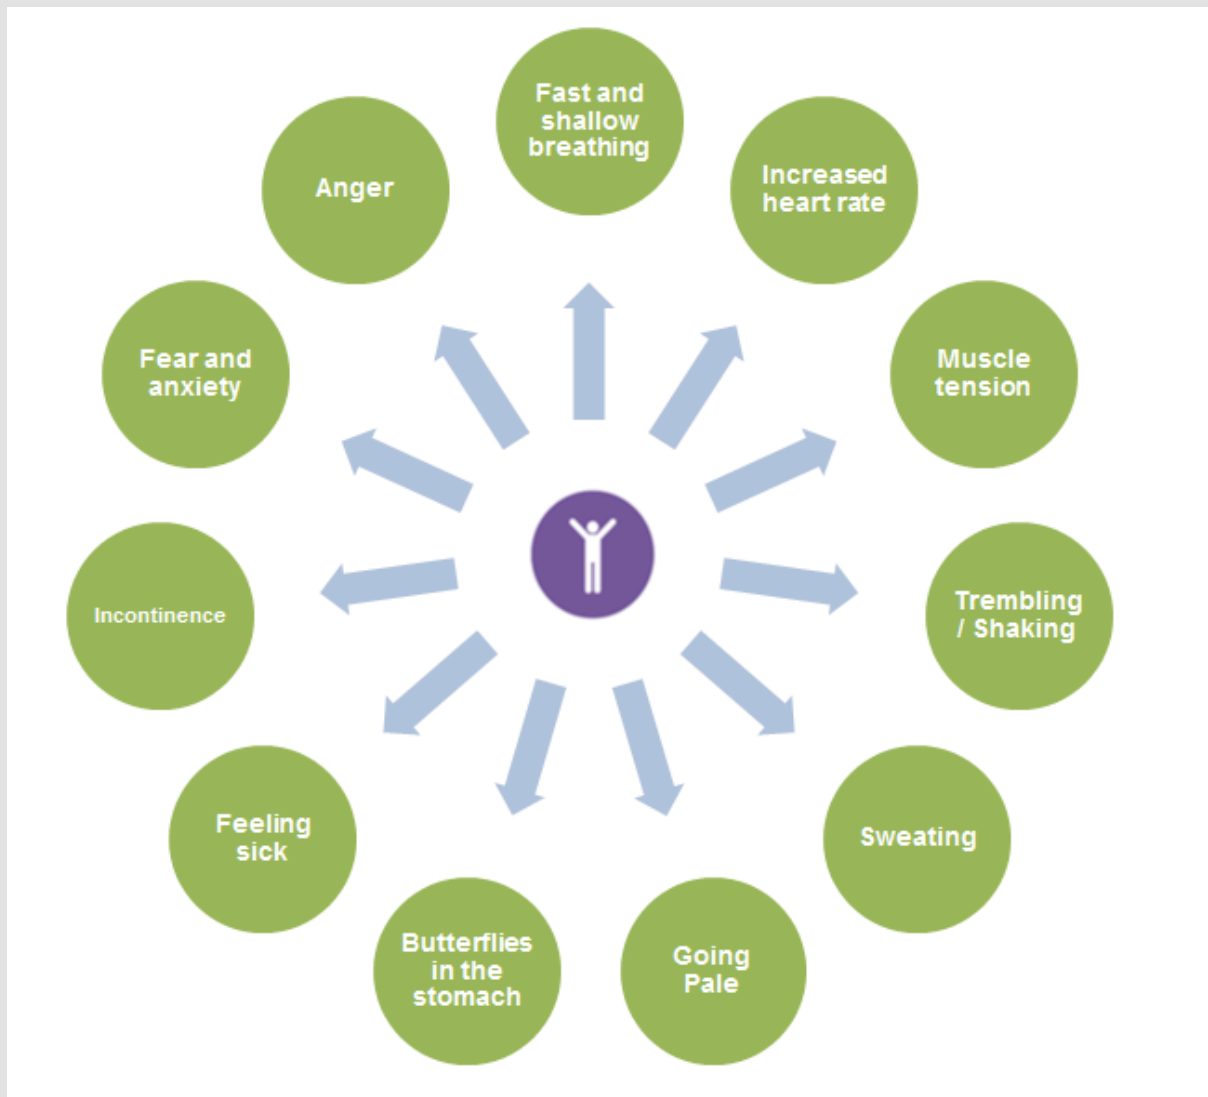 Fast and
shallow
breathing
Increased
heart rate
Muscle
tension
Trembling
/ Shaking
Sweating
Going
Pale
Butterflies
in the
stomach
Feeling
sick
Incontinence
Fear and
anxiety
Anger